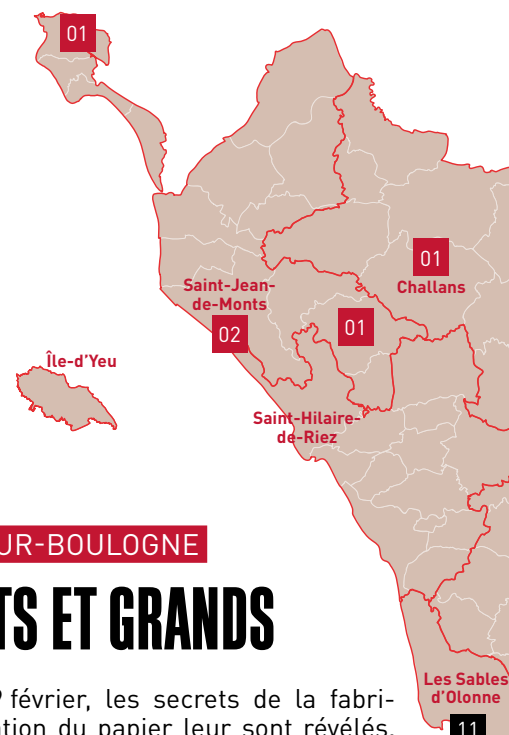 01
01
Challans
Saint-Jean-
de-Monts
02
01
Île-d'Yeu
Saint-Hilaire-
de-Riez
UR-BOULOGNE
TS ET GRANDS
février, les secrets de la fabri-
ation du papier leur sont révélés.
Les Sables
d'Olonne
11